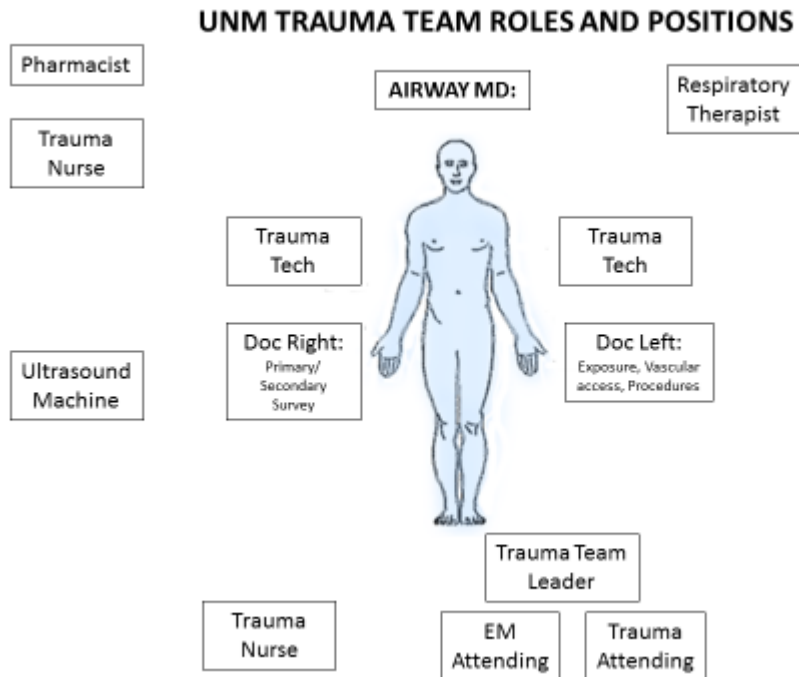 UNM TRAUMA TEAM ROLES AND POSITIONS
Pharmacist
AIRWAY MD:
Respiratory
Therapist
Trauma
Nurse
Trauma
Tech
Trauma
Tech
Doc Right:
Primary/
Secondary
Survey
Doc Left:
Exposure, Vascular
access, Procedures
Ultrasound
Machine
Trauma Team
Leader
Trauma
Nurse
EM
Attending
Trauma
Attending